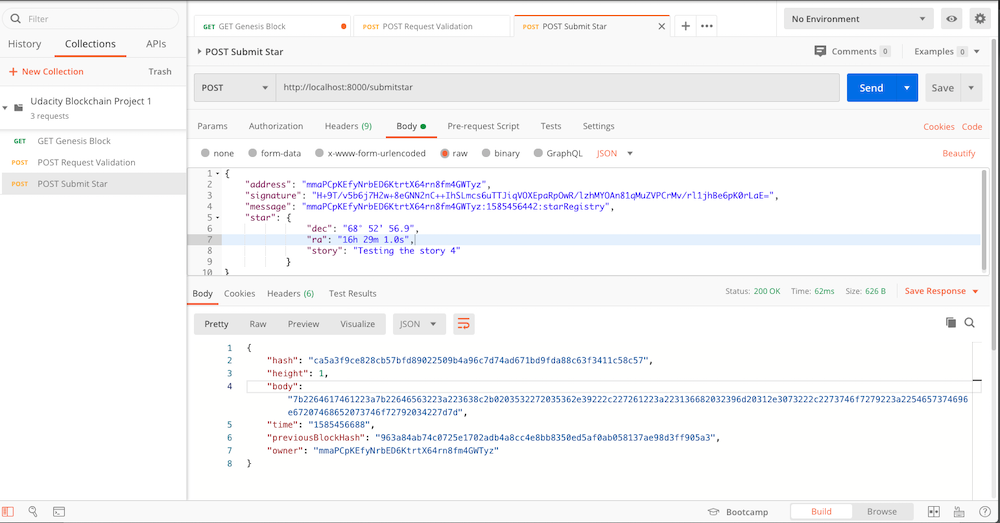 Filter
History Collections APIs
+ New Collection Trash
Udacity Blockchain Project 1
3 requests
GET GET Genesis Block
POST POST Request Validation
POST POST Submit Star
GET GET Genesis Block
POST POST Request Validation
POST POST Submit Star
No Environment
POST Submit Star
Comments 0
Examples 0
POST
http://localhost:8000/submitstar
Send
Save
Params Authorization Headers (9) Body Pre-request Script Tests Settings Cookies Code
none form-data x-www-form-urlencoded raw binary GraphQL JSON Beautify
1 {
2 "address": "mmaPCpKEfyNrbED6KtrtX64rn8fm4GWTyz",
3 "signature": "H+9T/v5b6j7HZw+8eGNNZnC++IhSLmcs6uTTJiqVOXEpaRpOwR/lzhMYOAn81qMuZVPCrMv/rl1jh8e6pK0rLaE=",
4 "message": "mmaPCpKEfyNrbED6KtrtX64rn8fm4GWTyz:1585456442:starRegistry",
5 "star": {
6 "dec": "68° 52' 56.9",
7 "ra": "16h 29m 1.0s",
8 "story": "Testing the story 4"
9 }
10 }
Body Cookies Headers (6) Test Results Status: 200 OK Time: 62ms Size: 626 B Save Response
Pretty Raw Preview Visualize JSON
1 {
2 "hash": "ca5a3f9ce828cb57bfd89022509b4a96c7d74ad671bd9fda88c63f3411c58c57",
3 "height": 1,
4 "body":
"7b2264617461223a7b22646563223a223638c2b0203532272035362e39222c227261223a223136682032396d20312e3073222c2273746f7279223a2254657374696
e67207468652073746f72792034227d7d",
5 "time": "1585456688",
6 "previousBlockHash": "963a84ab74c0725e1702adb4a8cc4e8bb8350ed5af0ab058137ae98d3ff905a3",
7 "owner": "mmaPCpKEfyNrbED6KtrtX64rn8fm4GWTyz"
8 }
Bootcamp Build Browse